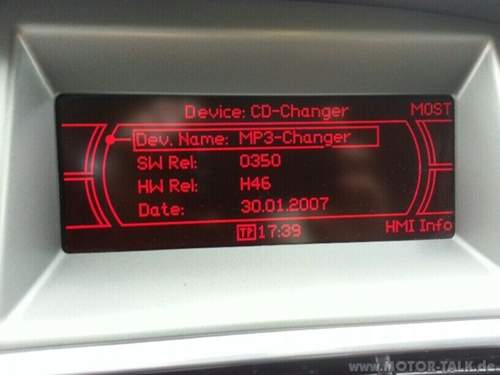 Device: CD-Changer MOST
Dev. Name: MP3-Changer
SW Rel: 0350
HW Rel: H46
Date: 30.01.2007
HMI Info
TP 17:39
www.MOTOR-TALK.de